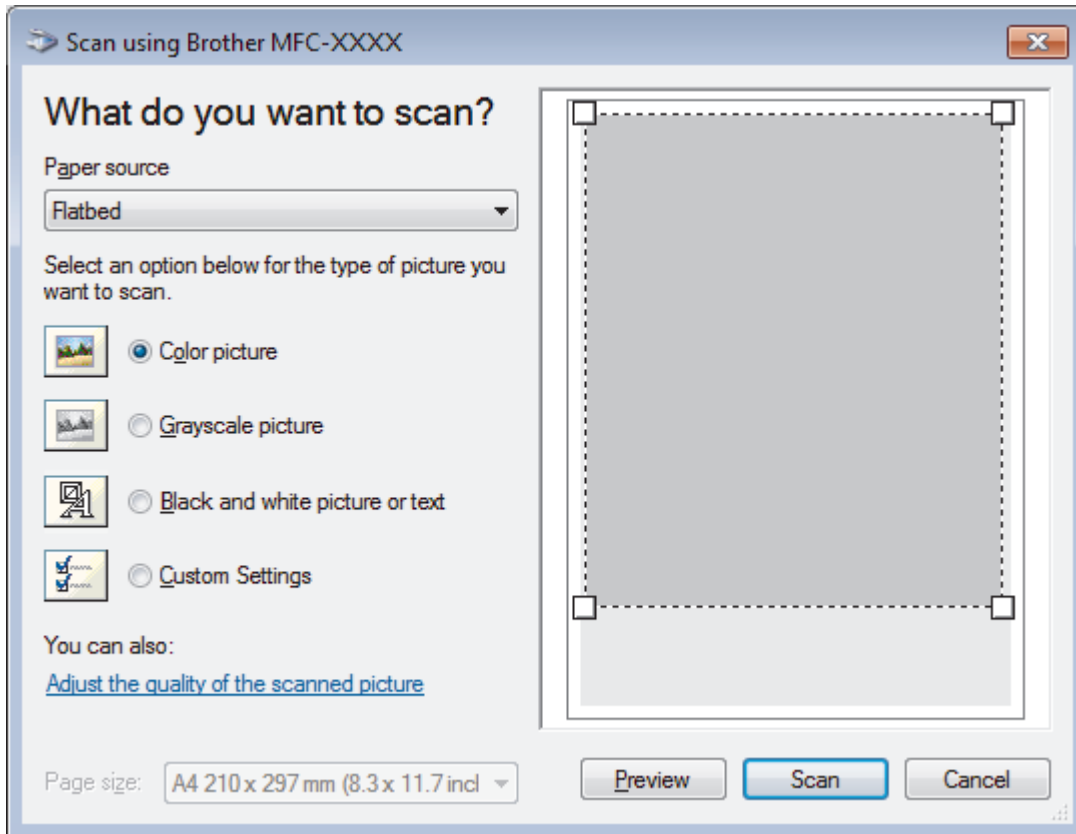 Scan using Brother MFC-XXXX
What do you want to scan?
Paper source
Flatbed
Select an option below for the type of picture you
want to scan.
Color picture
Grayscale picture
Black and white picture or text
Custom Settings
You can also:
Adjust the quality of the scanned picture
Page size: A4 210 x 297 mm (8.3 x 11.7 incl
Preview Scan Cancel